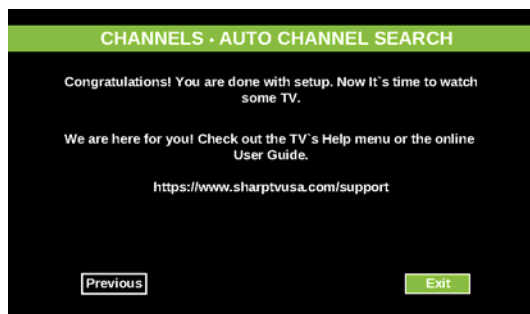 CHANNELS • AUTO CHANNEL SEARCH
Congratulations! You are done with setup. Now It`s time to watch
some TV.
We are here for you! Check out the TV`s Help menu or the online
User Guide.
https://www.sharptvusa.com/support
Previous
Exit